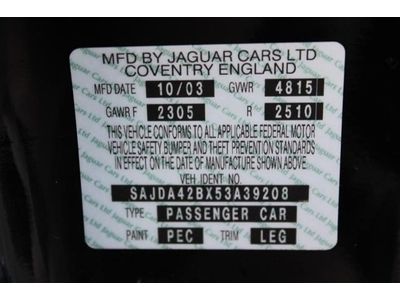 MFD BY JAGUAR CARS LTD
COVENTRY ENGLAND
MFD DATE 10/03 GVWR 4815
GAWR F 2305 R 2510
THIS VEHICLE CONFORMS TO ALL APPLICABLE FEDERAL MOTOR
VEHICLE SAFETY BUMPER AND THEFT PREVENTION STANDARDS
IN EFFECT ON THE DATE OF MANUFACTURE SHOWN ABOVE.
VEH IDENT NO.
SAJDA42BX53A39208
TYPE PASSENGER CAR
PAINT PEC TRIM LEG